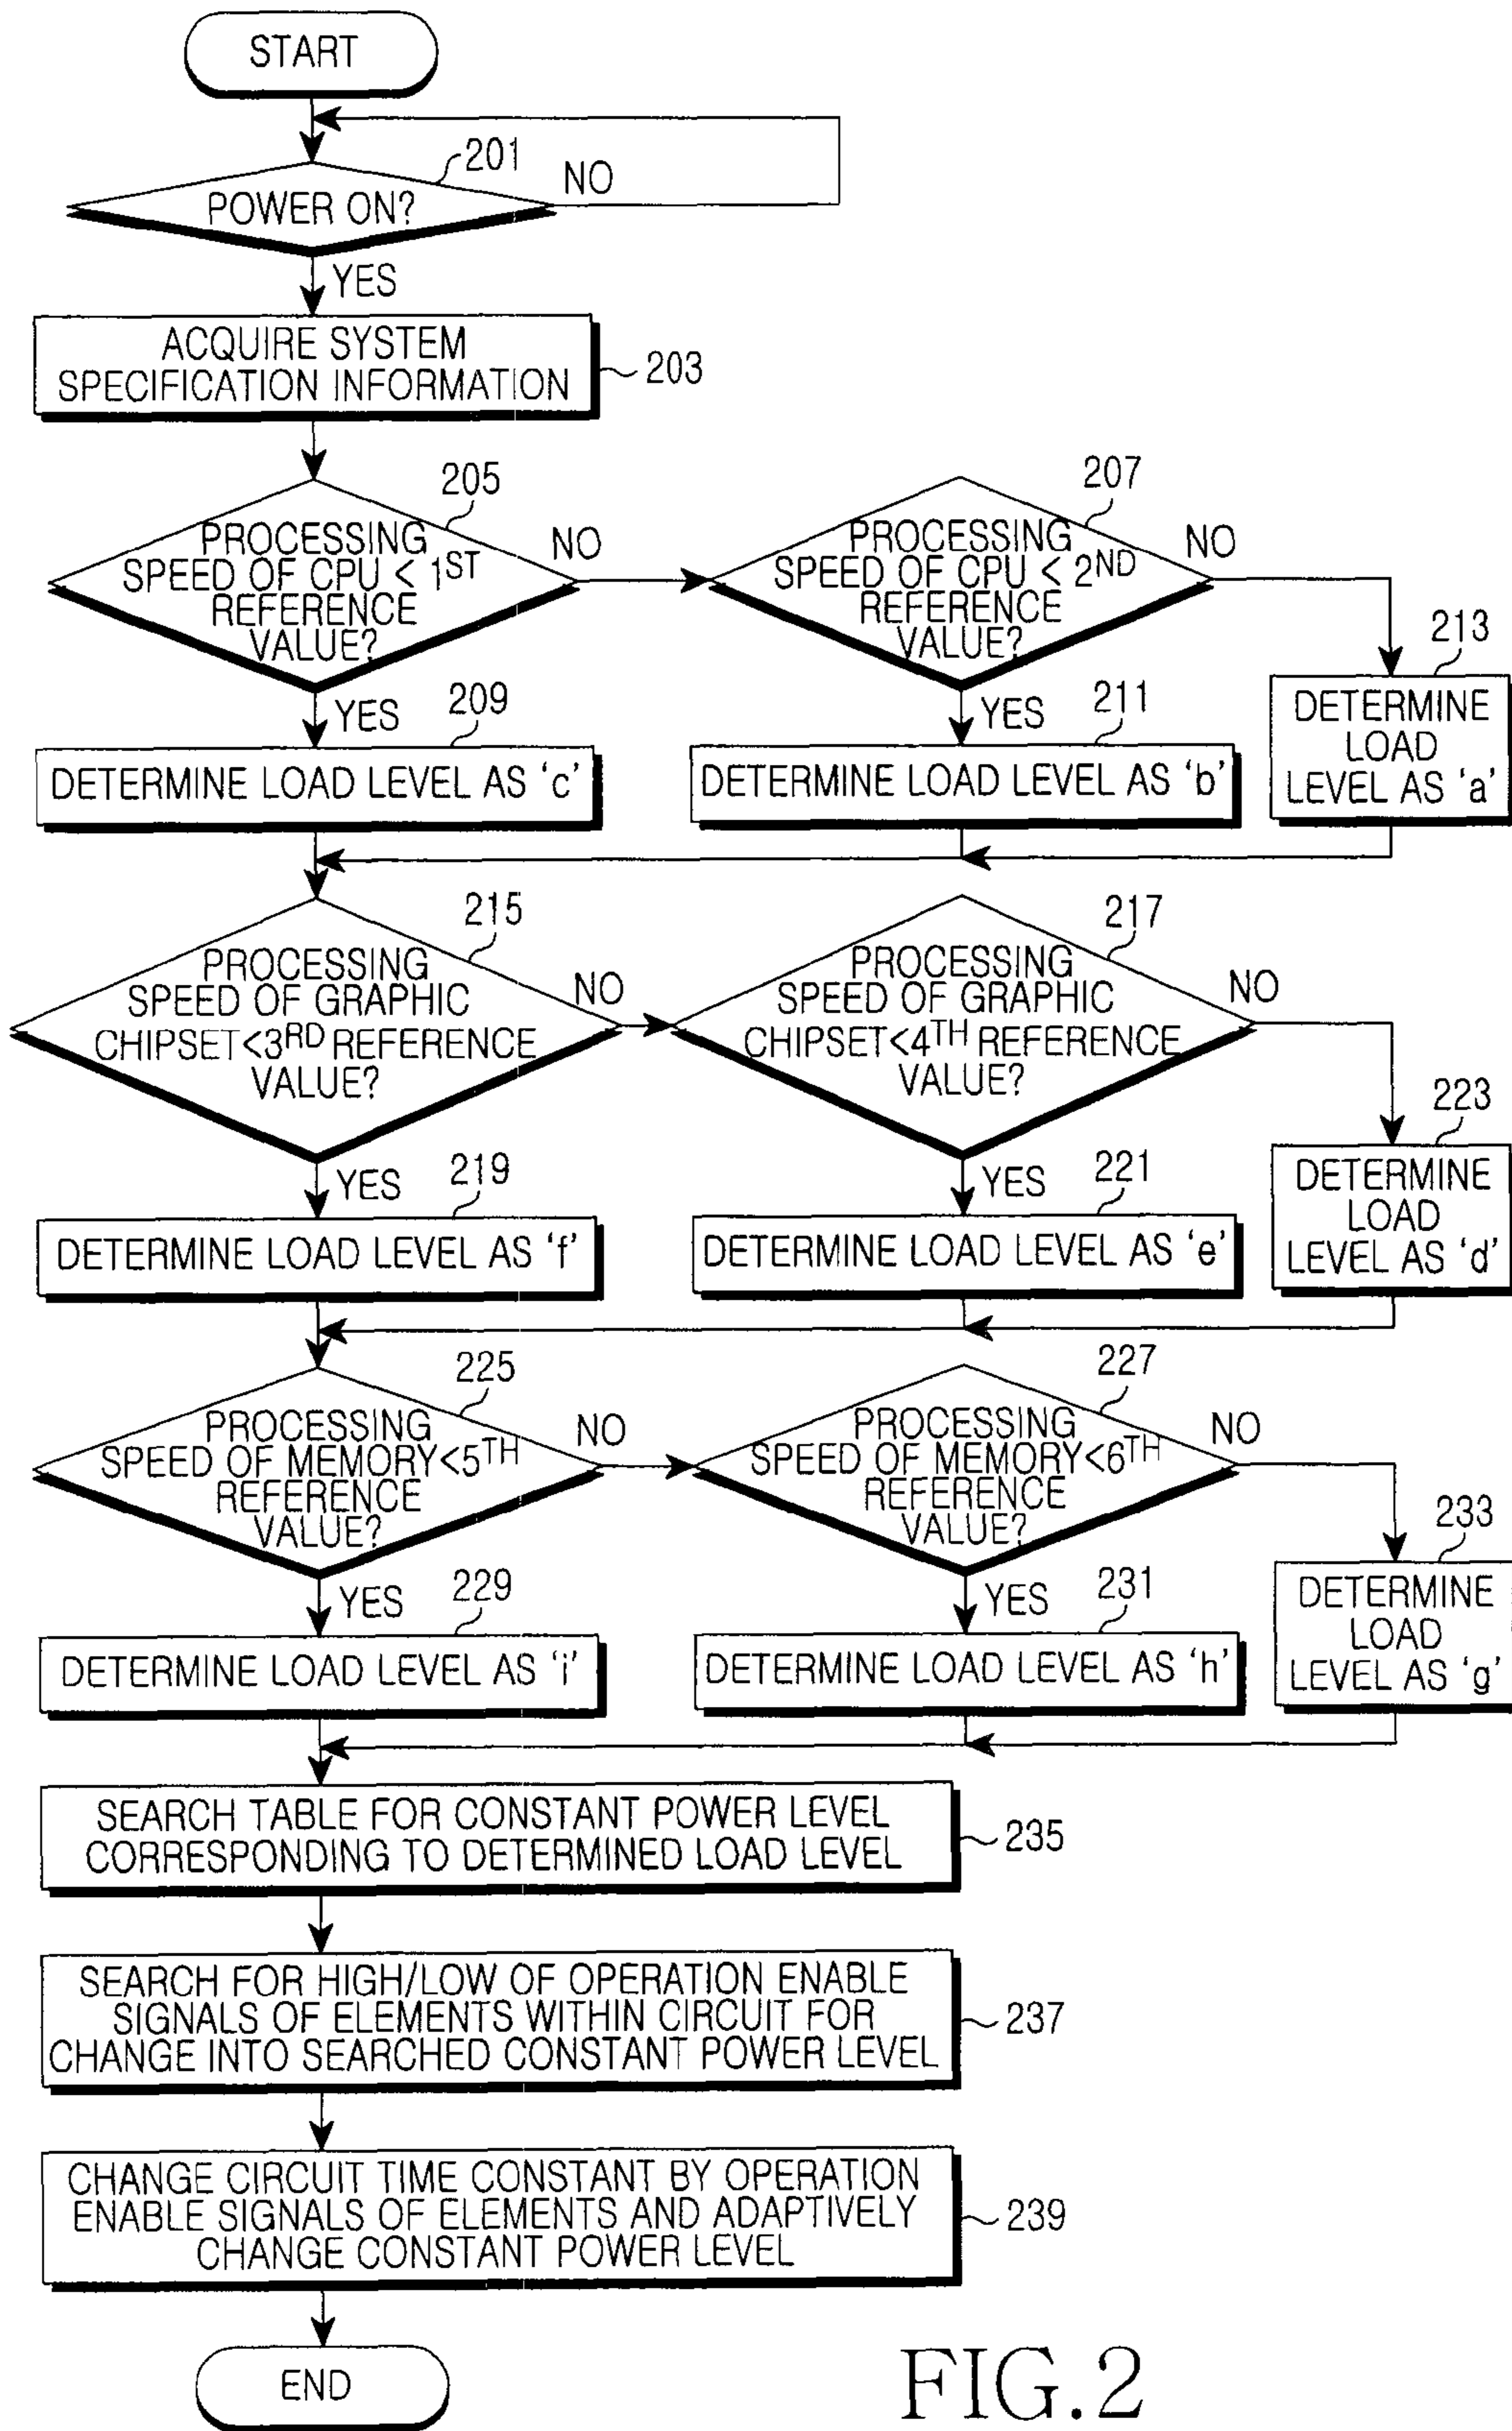 START
201
POWER ON?
NO
YES
ACQUIRE SYSTEM
SPECIFICATION INFORMATION
203
205
PROCESSING
SPEED OF CPU < 1ST
REFERENCE
VALUE?
NO
207
PROCESSING
SPEED OF CPU < 2ND
REFERENCE
VALUE?
NO
YES
209
DETERMINE LOAD LEVEL AS ‘c’
YES
211
DETERMINE LOAD LEVEL AS ‘b’
213
DETERMINE
LOAD
LEVEL AS ‘a’
215
PROCESSING
SPEED OF GRAPHIC
CHIPSET<3RD REFERENCE
VALUE?
NO
217
PROCESSING
SPEED OF GRAPHIC
CHIPSET<4TH REFERENCE
VALUE?
NO
YES
219
DETERMINE LOAD LEVEL AS ‘f’
YES
221
DETERMINE LOAD LEVEL AS ‘e’
223
DETERMINE
LOAD
LEVEL AS ‘d’
225
PROCESSING
SPEED OF MEMORY<5TH
REFERENCE
VALUE?
NO
227
PROCESSING
SPEED OF MEMORY<6TH
REFERENCE
VALUE?
NO
YES
229
DETERMINE LOAD LEVEL AS ‘i’
YES
231
DETERMINE LOAD LEVEL AS ‘h’
233
DETERMINE
LOAD
LEVEL AS ‘g’
SEARCH TABLE FOR CONSTANT POWER LEVEL
CORRESPONDING TO DETERMINED LOAD LEVEL
235
SEARCH FOR HIGH/LOW OF OPERATION ENABLE
SIGNALS OF ELEMENTS WITHIN CIRCUIT FOR
CHANGE INTO SEARCHED CONSTANT POWER LEVEL
237
CHANGE CIRCUIT TIME CONSTANT BY OPERATION
ENABLE SIGNALS OF ELEMENTS AND ADAPTIVELY
CHANGE CONSTANT POWER LEVEL
239
END
FIG.2